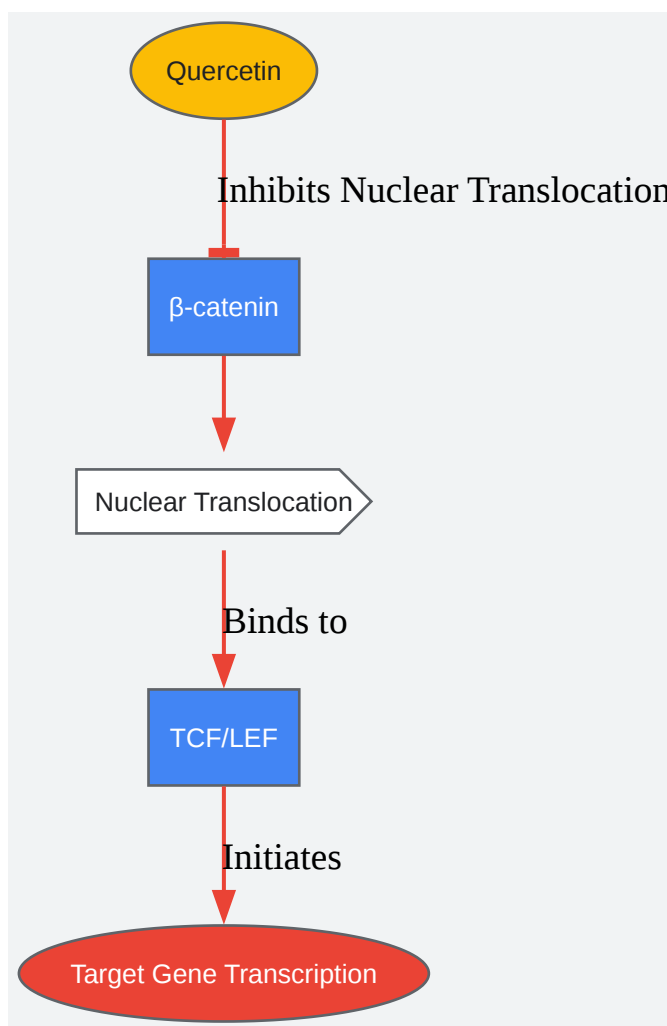 Quercetin
Inhibits Nuclear Translocation
β-catenin
Nuclear Translocation
Binds to
TCF/LEF
Initiates
Target Gene Transcription